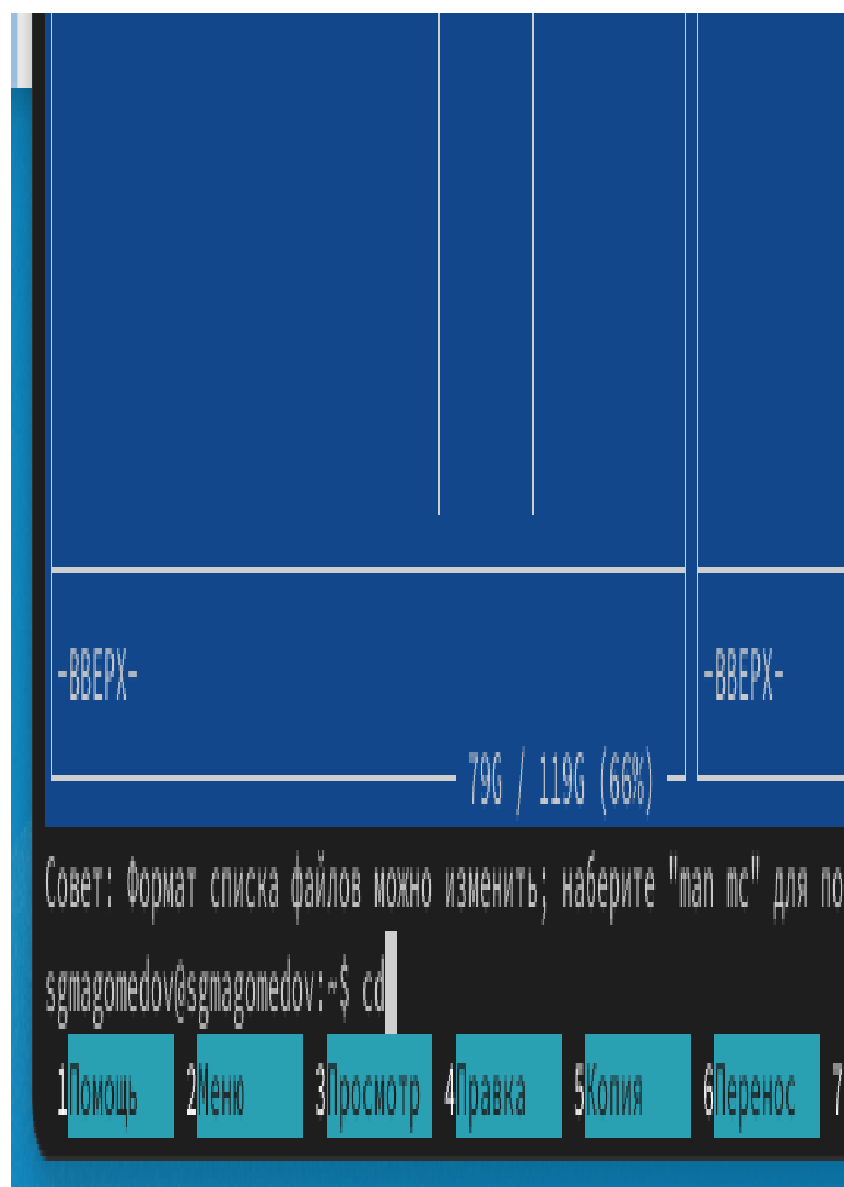 -ВВЕРХ- -ВВЕРХ-
79G / 119G (66%)
Совет: Формат списка файлов можно изменить; наберите "man mc" для по
sgmagomedov@sgmagomedov:~$ cd
1Помощь 2Меню 3Просмотр 4Правка 5Копия 6Перенос 7